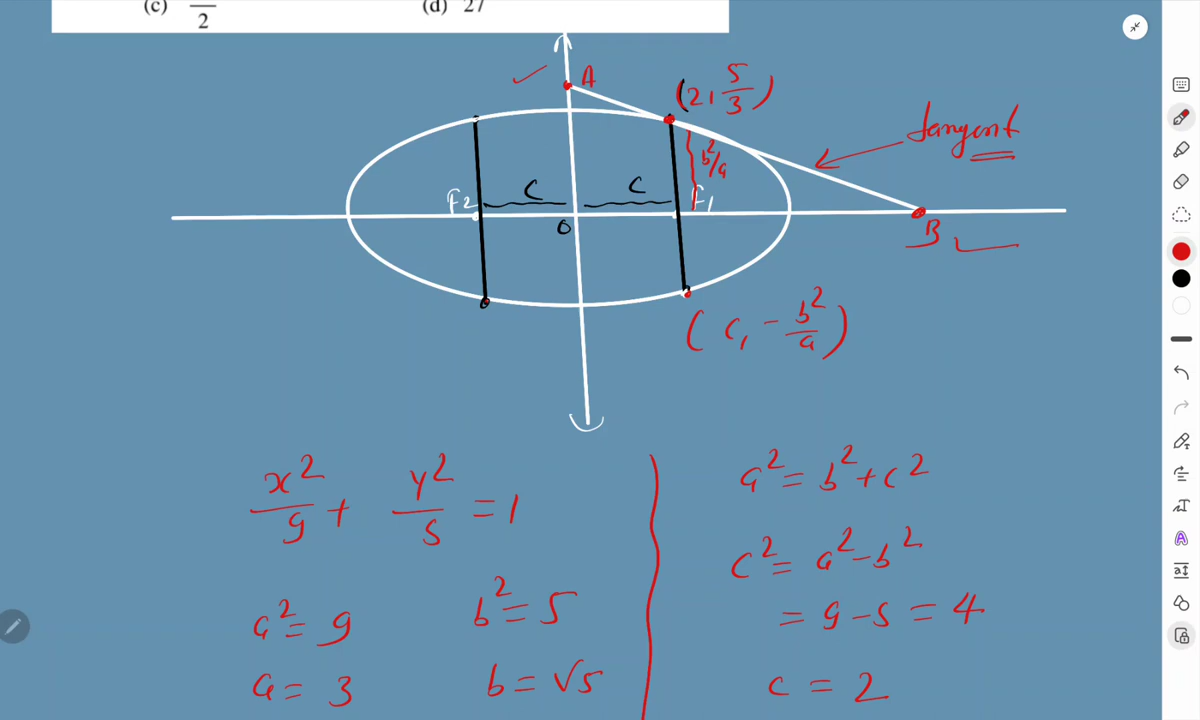 (c) ―/2 (d) 27
A
(2, 5/3)
tangent
b²/a
F2 c c F1
O
B
(c, -b²/a)
x²/9 + y²/5 = 1
a² = 9 b² = 5
a = 3 b = √5
a² = b² + c²
c² = a² - b²
= 9 - 5 = 4
c = 2